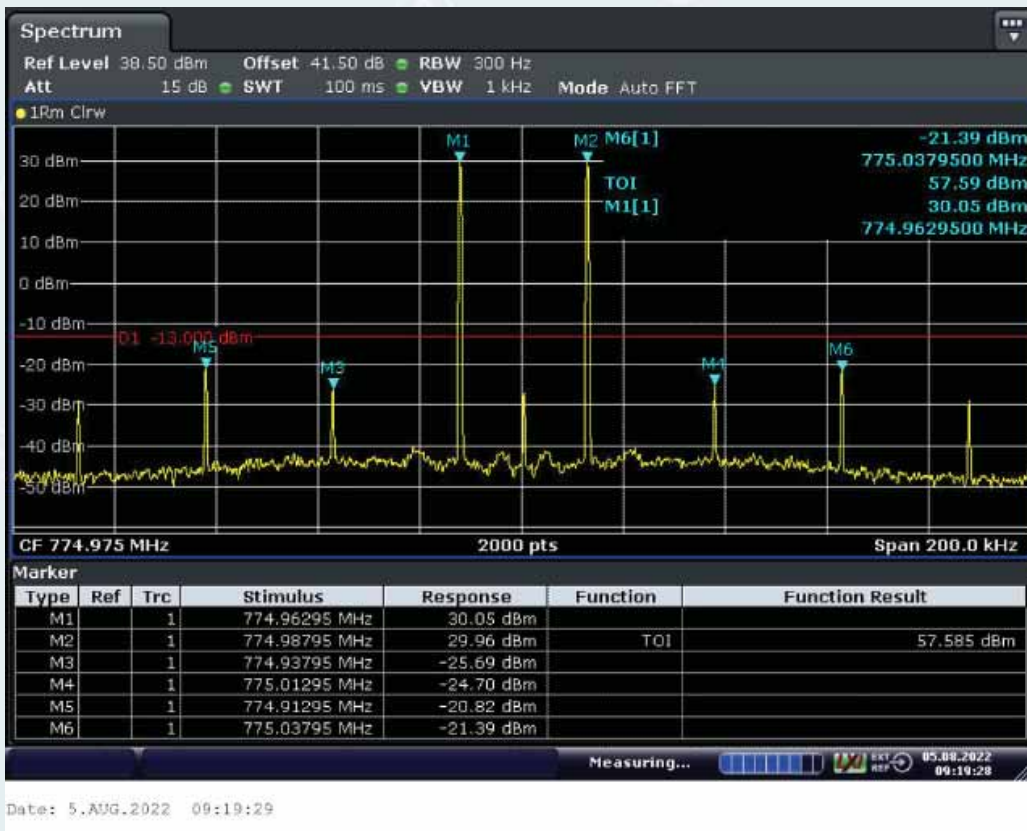 Spectrum
Ref Level 38.50 dBm Offset 41.50 dB RBW 300 Hz
Att 15 dB SWT 100 ms VBW 1 kHz Mode Auto FFT
1Rm Clrw
M1 M2 M6[1] -21.39 dBm
775.0379500 MHz
TOI 57.59 dBm
M1[1] 30.05 dBm
774.9629500 MHz
30 dBm
20 dBm
10 dBm
0 dBm
-10 dBm
D1 -13.000 dBm
M5 M6
-20 dBm
M3 M4
-30 dBm
-40 dBm
-50 dBm
CF 774.975 MHz 2000 pts Span 200.0 kHz
Marker
Type Ref Trc Stimulus Response Function Function Result
M1 1 774.96295 MHz 30.05 dBm
M2 1 774.98795 MHz 29.96 dBm TOI 57.585 dBm
M3 1 774.93795 MHz -25.69 dBm
M4 1 775.01295 MHz -24.70 dBm
M5 1 774.91295 MHz -20.82 dBm
M6 1 775.03795 MHz -21.39 dBm
Measuring... LXI EXT REF 05.08.2022
09:19:28
Date: 5.AUG.2022 09:19:29